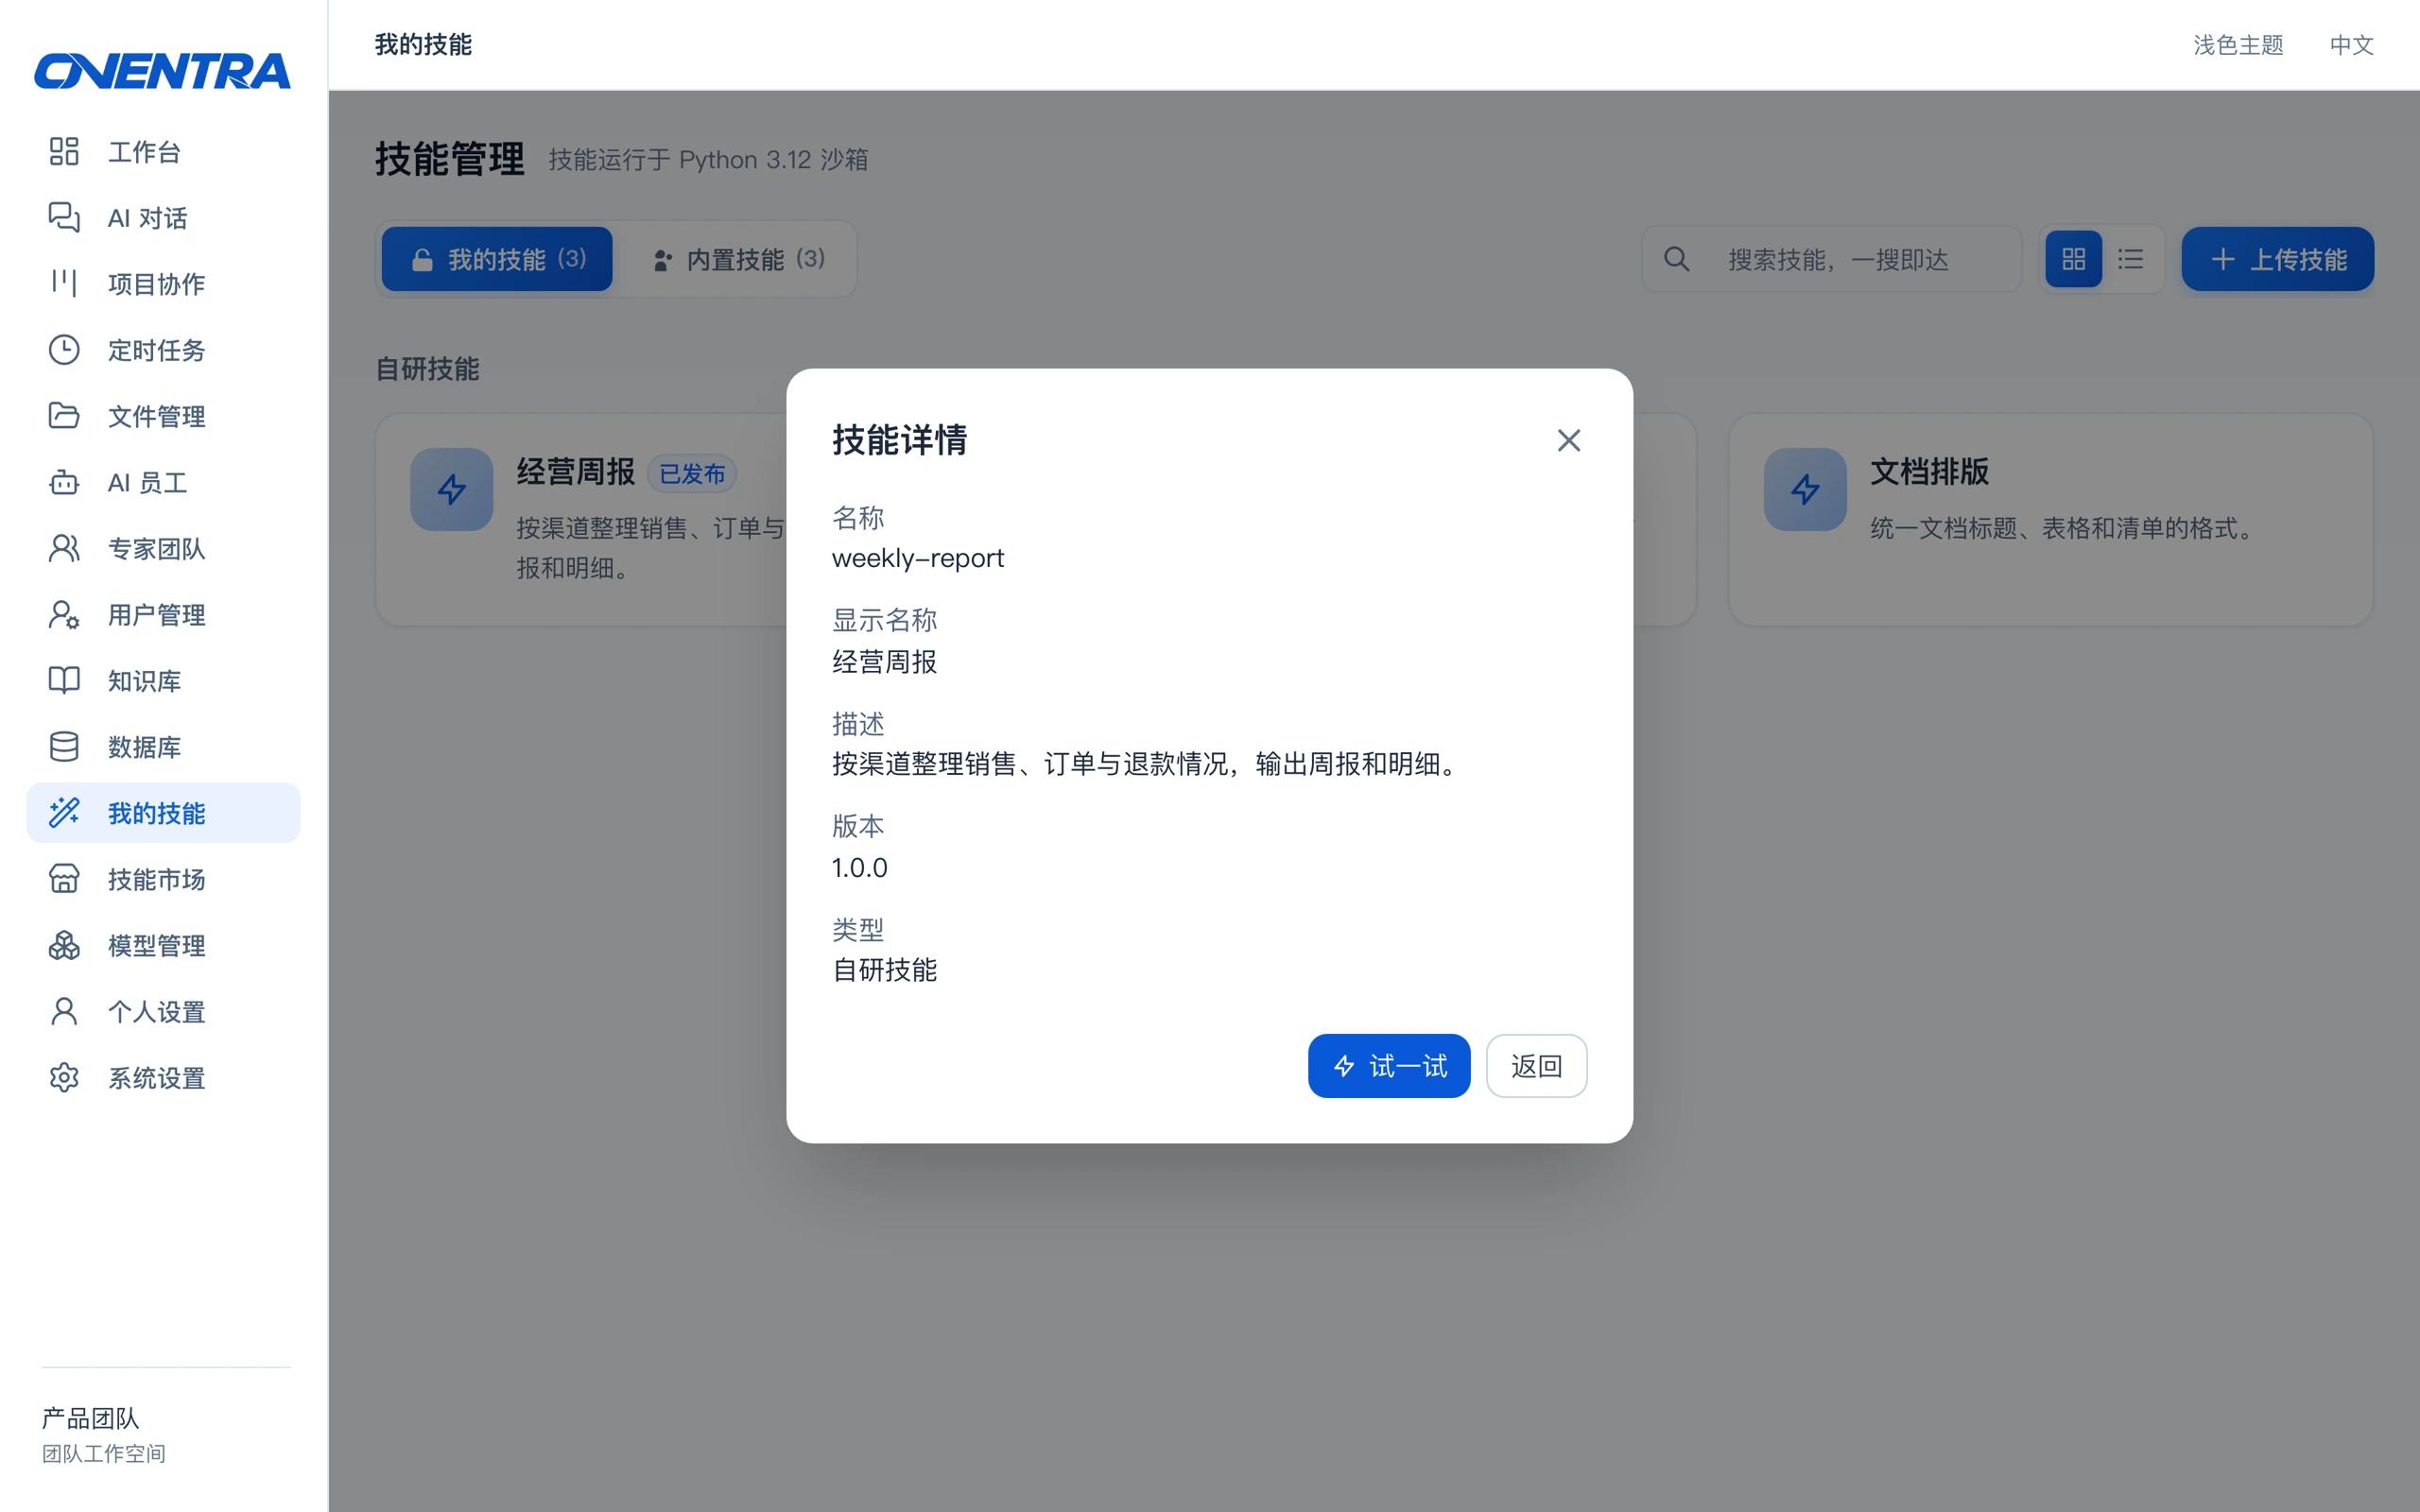 ONENTRA
工作台
AI 对话
项目协作
定时任务
文件管理
AI 员工
专家团队
用户管理
知识库
数据库
我的技能
技能市场
模型管理
个人设置
系统设置
产品团队
团队工作空间
我的技能
浅色主题
中文
技能管理 技能运行于 Python 3.12 沙箱
我的技能 (3)
内置技能 (3)
搜索技能，一搜即达
上传技能
自研技能
经营周报 已发布
按渠道整理销售、订单与
报和明细。
文档排版
统一文档标题、表格和清单的格式。
技能详情
名称
weekly-report
显示名称
经营周报
描述
按渠道整理销售、订单与退款情况，输出周报和明细。
版本
1.0.0
类型
自研技能
试一试
返回